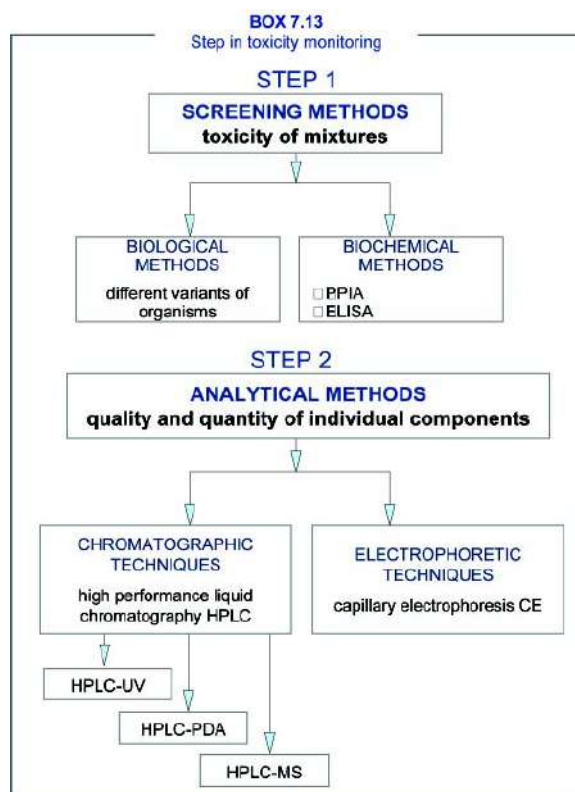 BOX 7.13
Step in toxicity monitoring
STEP 1
SCREENING METHODS
toxicity of mixtures
BIOLOGICAL
METHODS
different variants of
organisms
BIOCHEMICAL
METHODS
□ PPIA
□ ELISA
STEP 2
ANALYTICAL METHODS
quality and quantity of individual components
CHROMATOGRAPHIC
TECHNIQUES
high performance liquid
chromatography HPLC
ELECTROPHORETIC
TECHNIQUES
capillary electrophoresis CE
HPLC-UV
HPLC-PDA
HPLC-MS